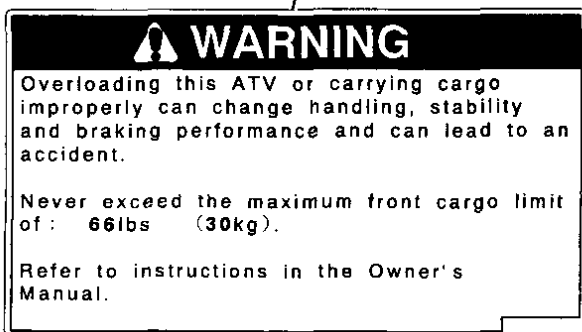 WARNING
Overloading this ATV or carrying cargo
improperly can change handling, stability
and braking performance and can lead to an
accident.
Never exceed the maximum front cargo limit
of : 66lbs (30kg).
Refer to instructions in the Owner's
Manual.